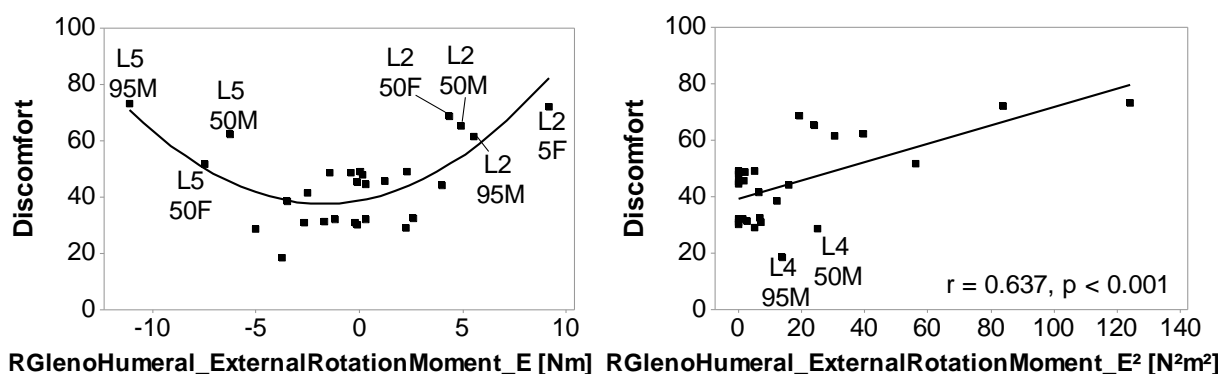 Discomfort
100
80
60
40
20
0
L5
95M
L5
50M
L5
50F
L2
50F
L2
50M
L2
95M
L2
5F
-10
-5
0
5
10
RGlenoHumeral_ExternalRotationMoment_E [Nm]
Discomfort
100
80
60
40
20
0
L4
95M
L4
50M
r = 0.637, p < 0.001
0
20
40
60
80
100
120
140
RGlenoHumeral_ExternalRotationMoment_E² [N²m²]